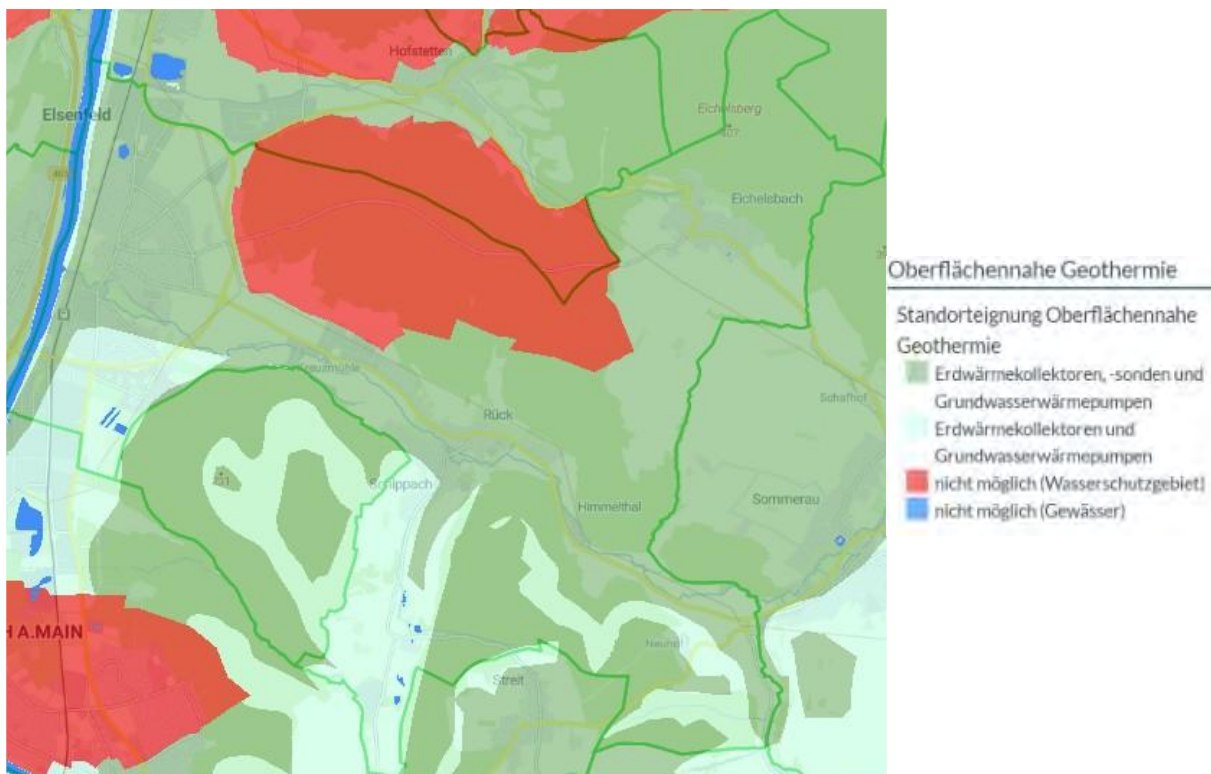 Hofstetten
Elsenfeld
Eichelsberg
407
Eichelsbach
Kreuzmühle
Rück
Schafhof
Schippach
Himmelthal
Sommerau
H A.MAIN
Streit
Oberflächennahe Geothermie
Standorteignung Oberflächennahe
Geothermie
Erdwärmekollektoren, -sonden und
Grundwasserwärmepumpen
Erdwärmekollektoren und
Grundwasserwärmepumpen
nicht möglich (Wasserschutzgebiet)
nicht möglich (Gewässer)